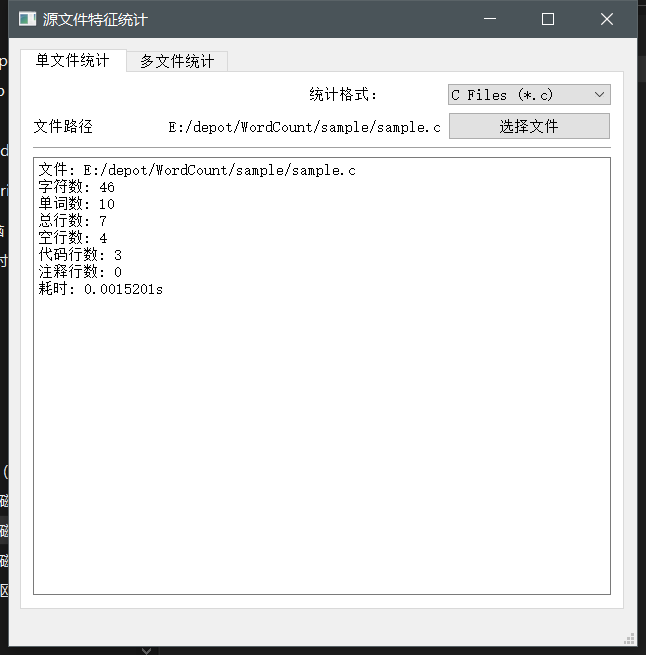 源文件特征统计
单文件统计 多文件统计
统计格式： C Files (*.c)
文件路径 E:/depot/WordCount/sample/sample.c 选择文件
文件: E:/depot/WordCount/sample/sample.c
字符数: 46
单词数: 10
总行数: 7
空行数: 4
代码行数: 3
注释行数: 0
耗时: 0.0015201s